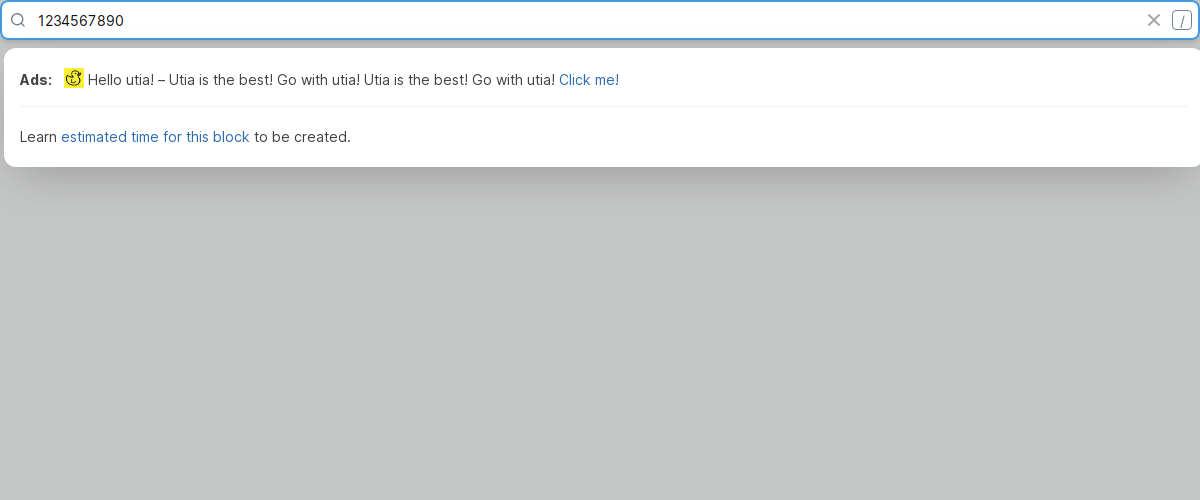 1234567890
/
Ads: Hello utia! – Utia is the best! Go with utia! Utia is the best! Go with utia! Click me!
Learn estimated time for this block to be created.